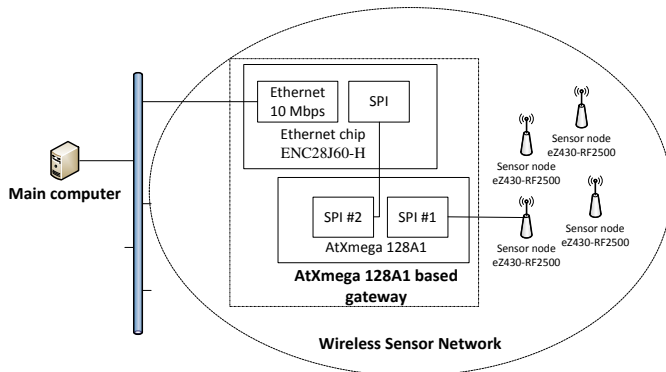 Ethernet
10 Mbps
SPI
Ethernet chip
ENC28J60-H
Main computer
SPI #2
SPI #1
AtXmega 128A1
AtXmega 128A1 based
gateway
Sensor node
eZ430-RF2500
Sensor node
eZ430-RF2500
Sensor node
eZ430-RF2500
Sensor node
eZ430-RF2500
Wireless Sensor Network